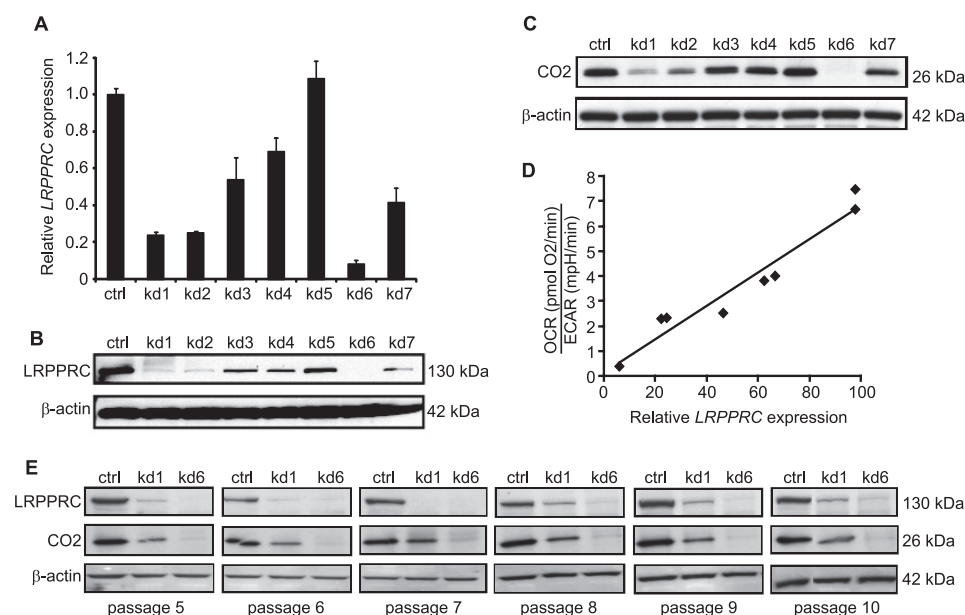 A
Relative LRPPRC expression
1.2
1.0
0.8
0.6
0.4
0.2
0
ctrl kd1 kd2 kd3 kd4 kd5 kd6 kd7
B
ctrl kd1 kd2 kd3 kd4 kd5 kd6 kd7
LRPPRC 130 kDa
β-actin 42 kDa
C
ctrl kd1 kd2 kd3 kd4 kd5 kd6 kd7
CO2 26 kDa
β-actin 42 kDa
D
OCR (pmol O2/min)
ECAR (mpH/min)
8
7
6
5
4
3
2
1
0
0 20 40 60 80 100
Relative LRPPRC expression
E
ctrl kd1 kd6 ctrl kd1 kd6 ctrl kd1 kd6 ctrl kd1 kd6 ctrl kd1 kd6 ctrl kd1 kd6
LRPPRC 130 kDa
CO2 26 kDa
β-actin 42 kDa
passage 5 passage 6 passage 7 passage 8 passage 9 passage 10